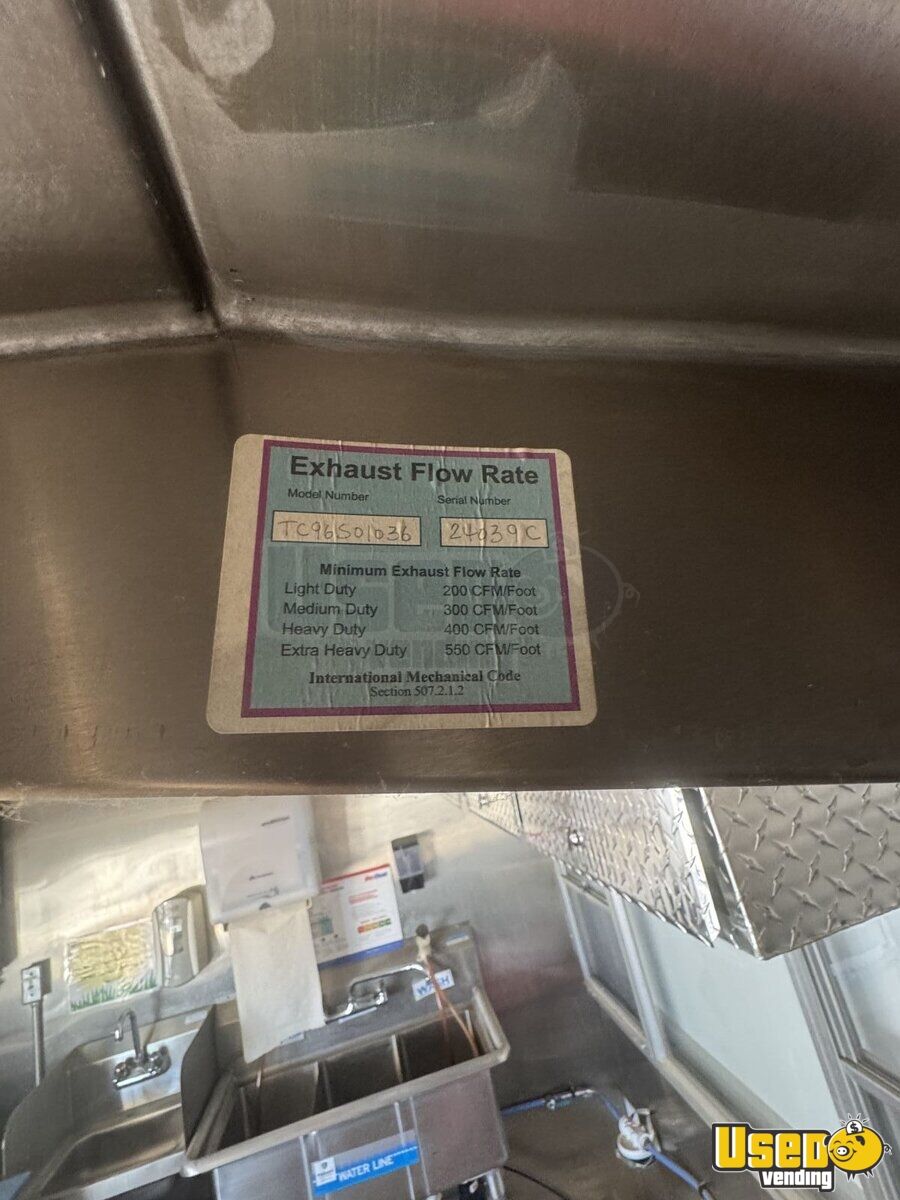 Exhaust Flow Rate
Model Number Serial Number
TC96S01036 24039C
Minimum Exhaust Flow Rate
Light Duty 200 CFM/Foot
Medium Duty 300 CFM/Foot
Heavy Duty 400 CFM/Foot
Extra Heavy Duty 550 CFM/Foot
International Mechanical Code
Section 507.2.1.2
WASH
WATER LINE
USED
vending